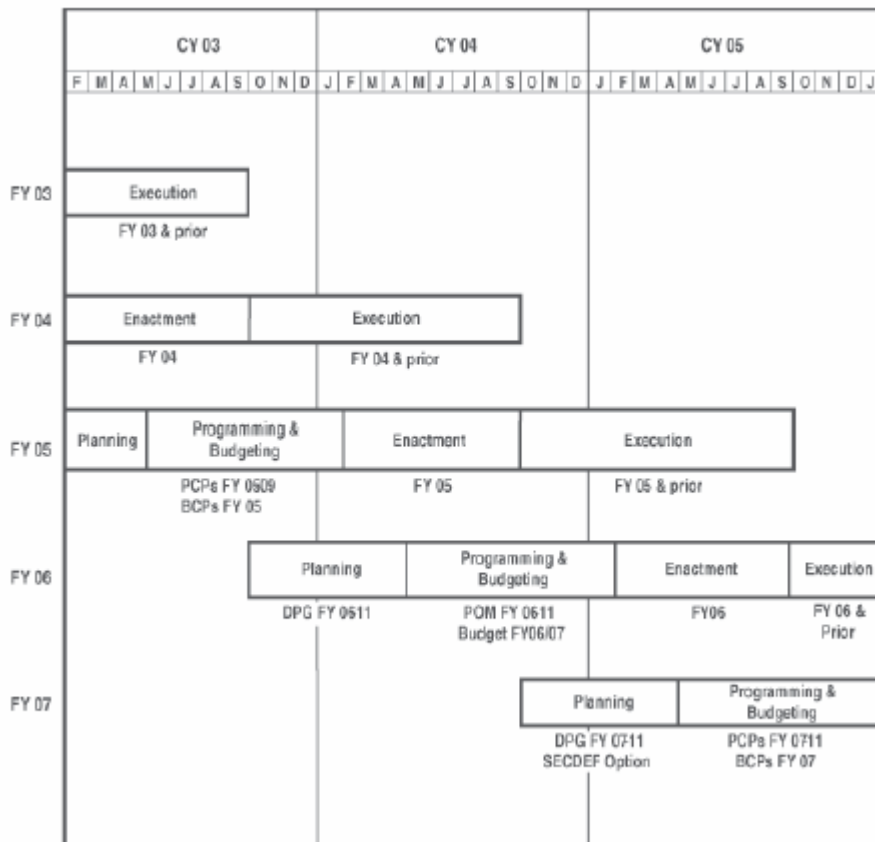 CY 03 CY 04 CY 05
F M A M J J A S O N D J F M A M J J A S O N D J F M A M J J A S O N D J
FY 03
Execution
FY 03 & prior
FY 04
Enactment Execution
FY 04 FY 04 & prior
FY 05
Planning Programming & Enactment Execution
Budgeting
PCPs FY 0609 FY 05 FY 05 & prior
BCPs FY 05
FY 06
Planning Programming & Enactment Execution
Budgeting
DPG FY 0611 POM FY 0611 FY06 FY 06 &
Budget FY06/07 Prior
FY 07
Planning Programming &
Budgeting
DPG FY 0711 PCPs FY 0711
SECDEF Option BCPs FY 07